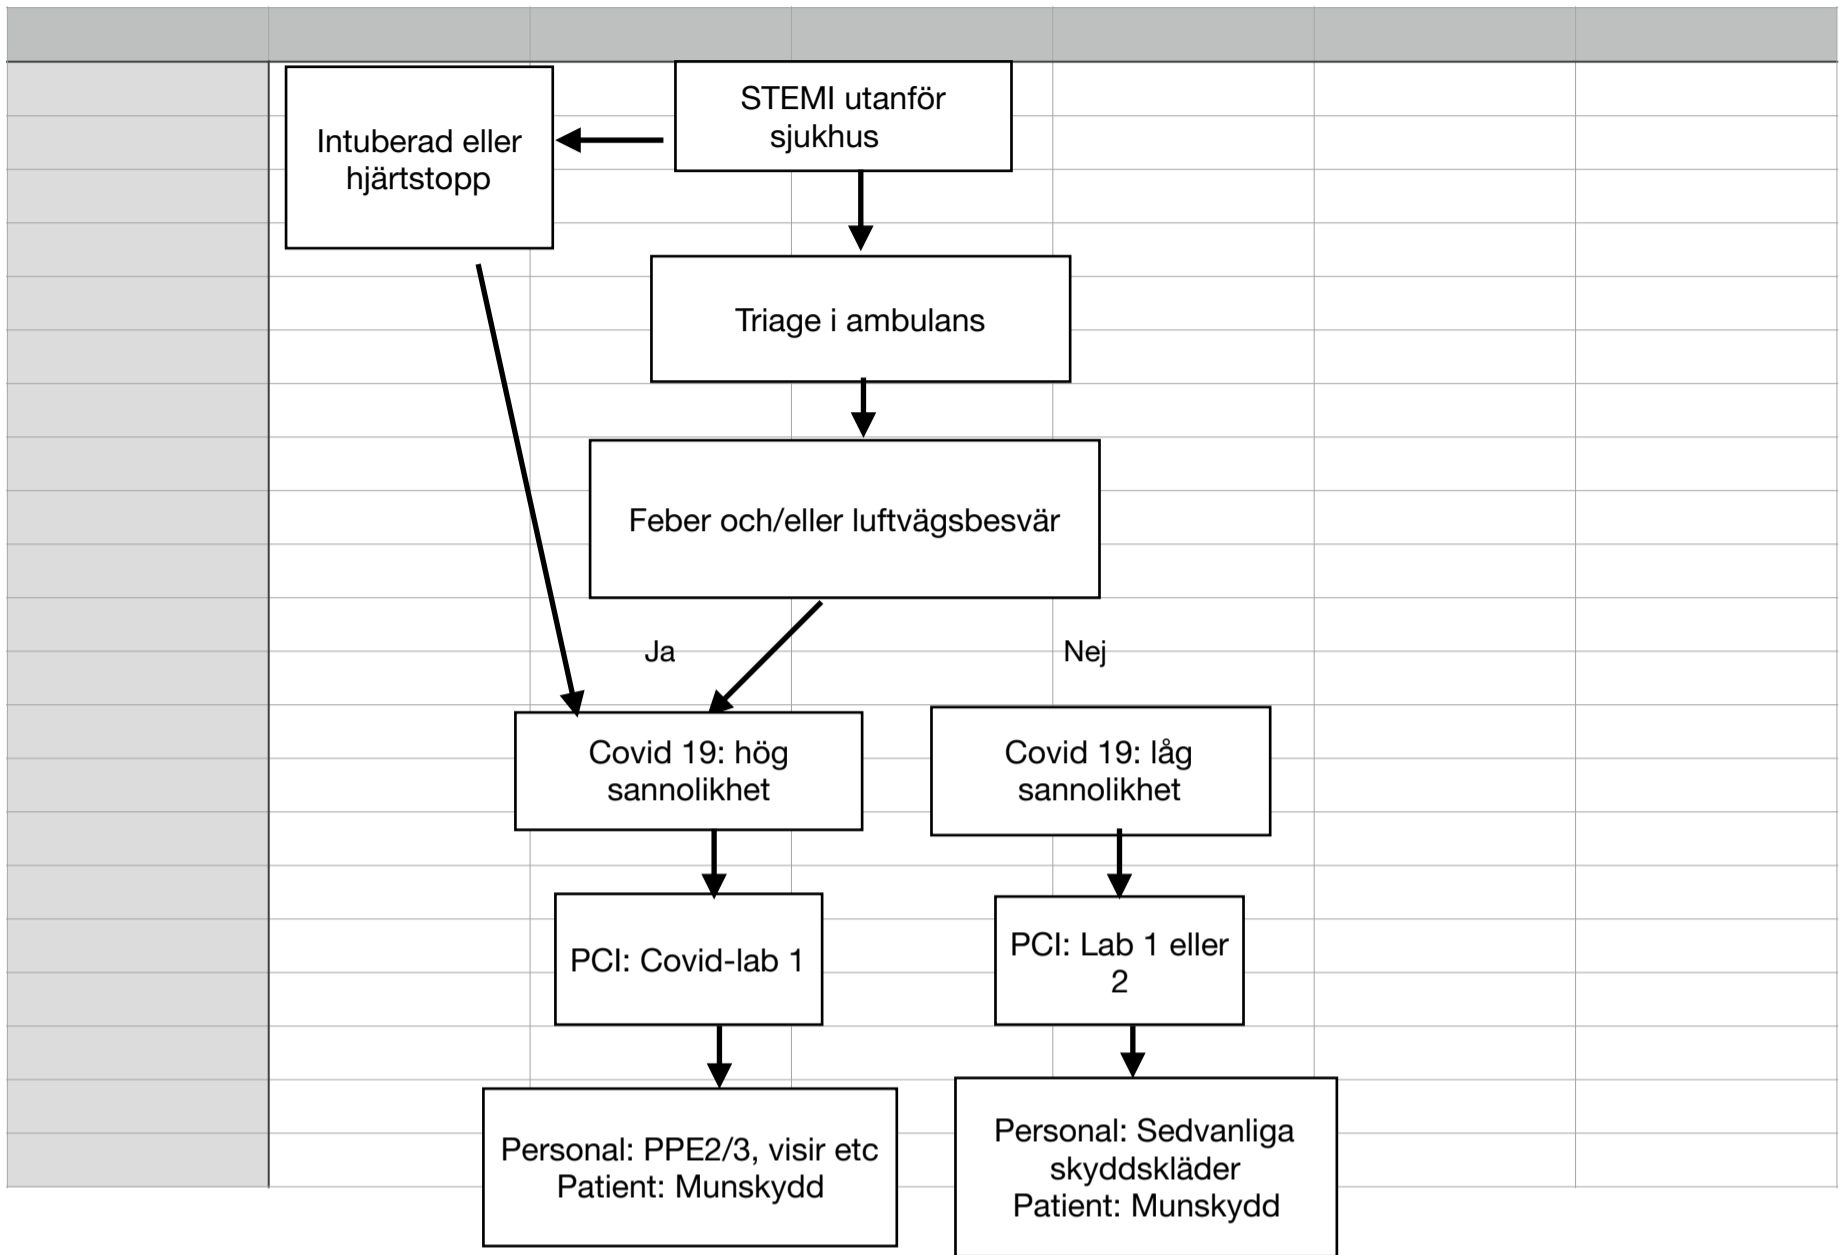 STEMI utanför
sjukhus
Intuberad eller
hjärtstopp
Triage i ambulans
Feber och/eller luftvägsbesvär
Ja
Nej
Covid 19: hög
sannolikhet
Covid 19: låg
sannolikhet
PCI: Covid-lab 1
PCI: Lab 1 eller
2
Personal: PPE2/3, visir etc
Patient: Munskydd
Personal: Sedvanliga
skyddskläder
Patient: Munskydd